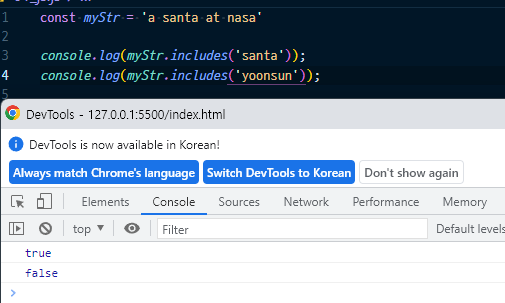 1 const myStr = 'a santa at nasa'
2
3 console.log(myStr.includes('santa'));
4 console.log(myStr.includes('yoonsun'));
5
DevTools - 127.0.0.1:5500/index.html
DevTools is now available in Korean!
Always match Chrome's language Switch DevTools to Korean Don't show again
Elements Console Sources Network Performance Memory
top Filter Default levels
true
false
>